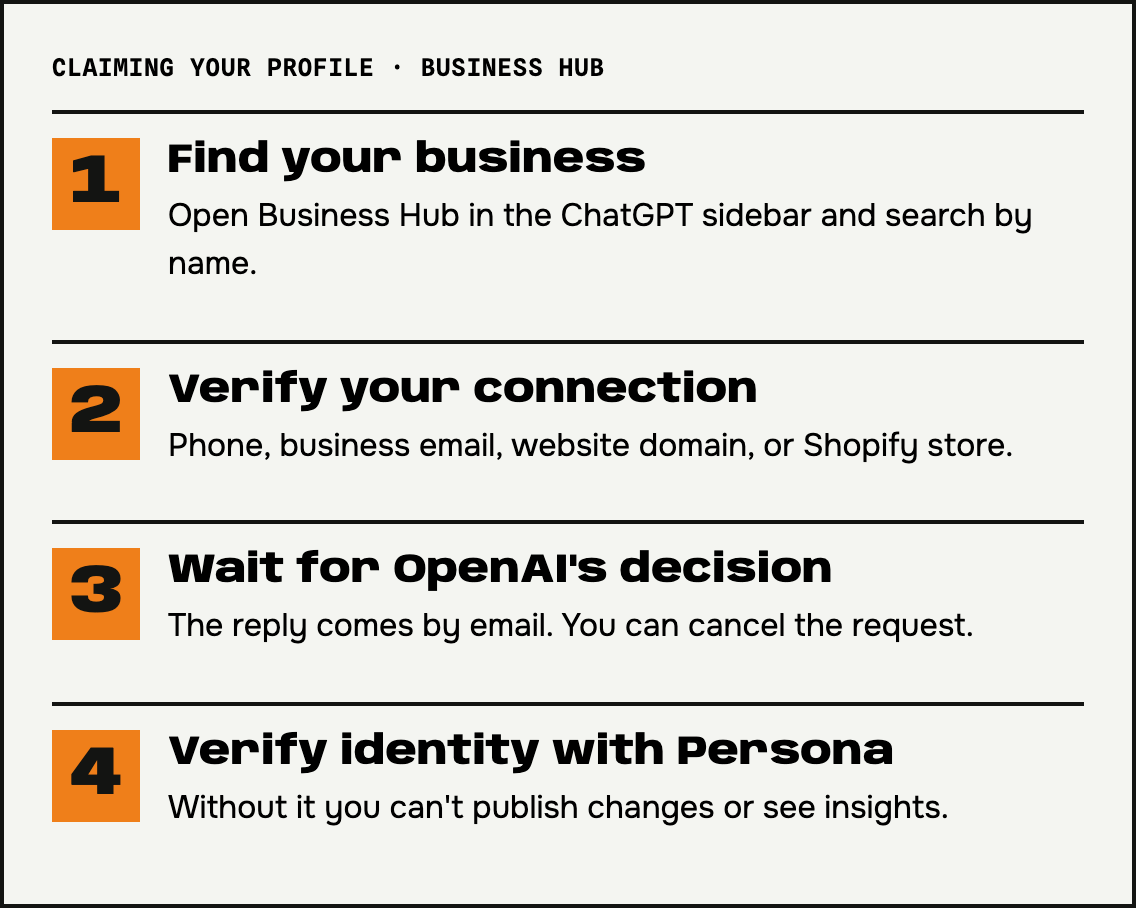 CLAIMING YOUR PROFILE · BUSINESS HUB
1
Find your business
Open Business Hub in the ChatGPT sidebar and search by
name.
2
Verify your connection
Phone, business email, website domain, or Shopify store.
3
Wait for OpenAI's decision
The reply comes by email. You can cancel the request.
4
Verify identity with Persona
Without it you can't publish changes or see insights.